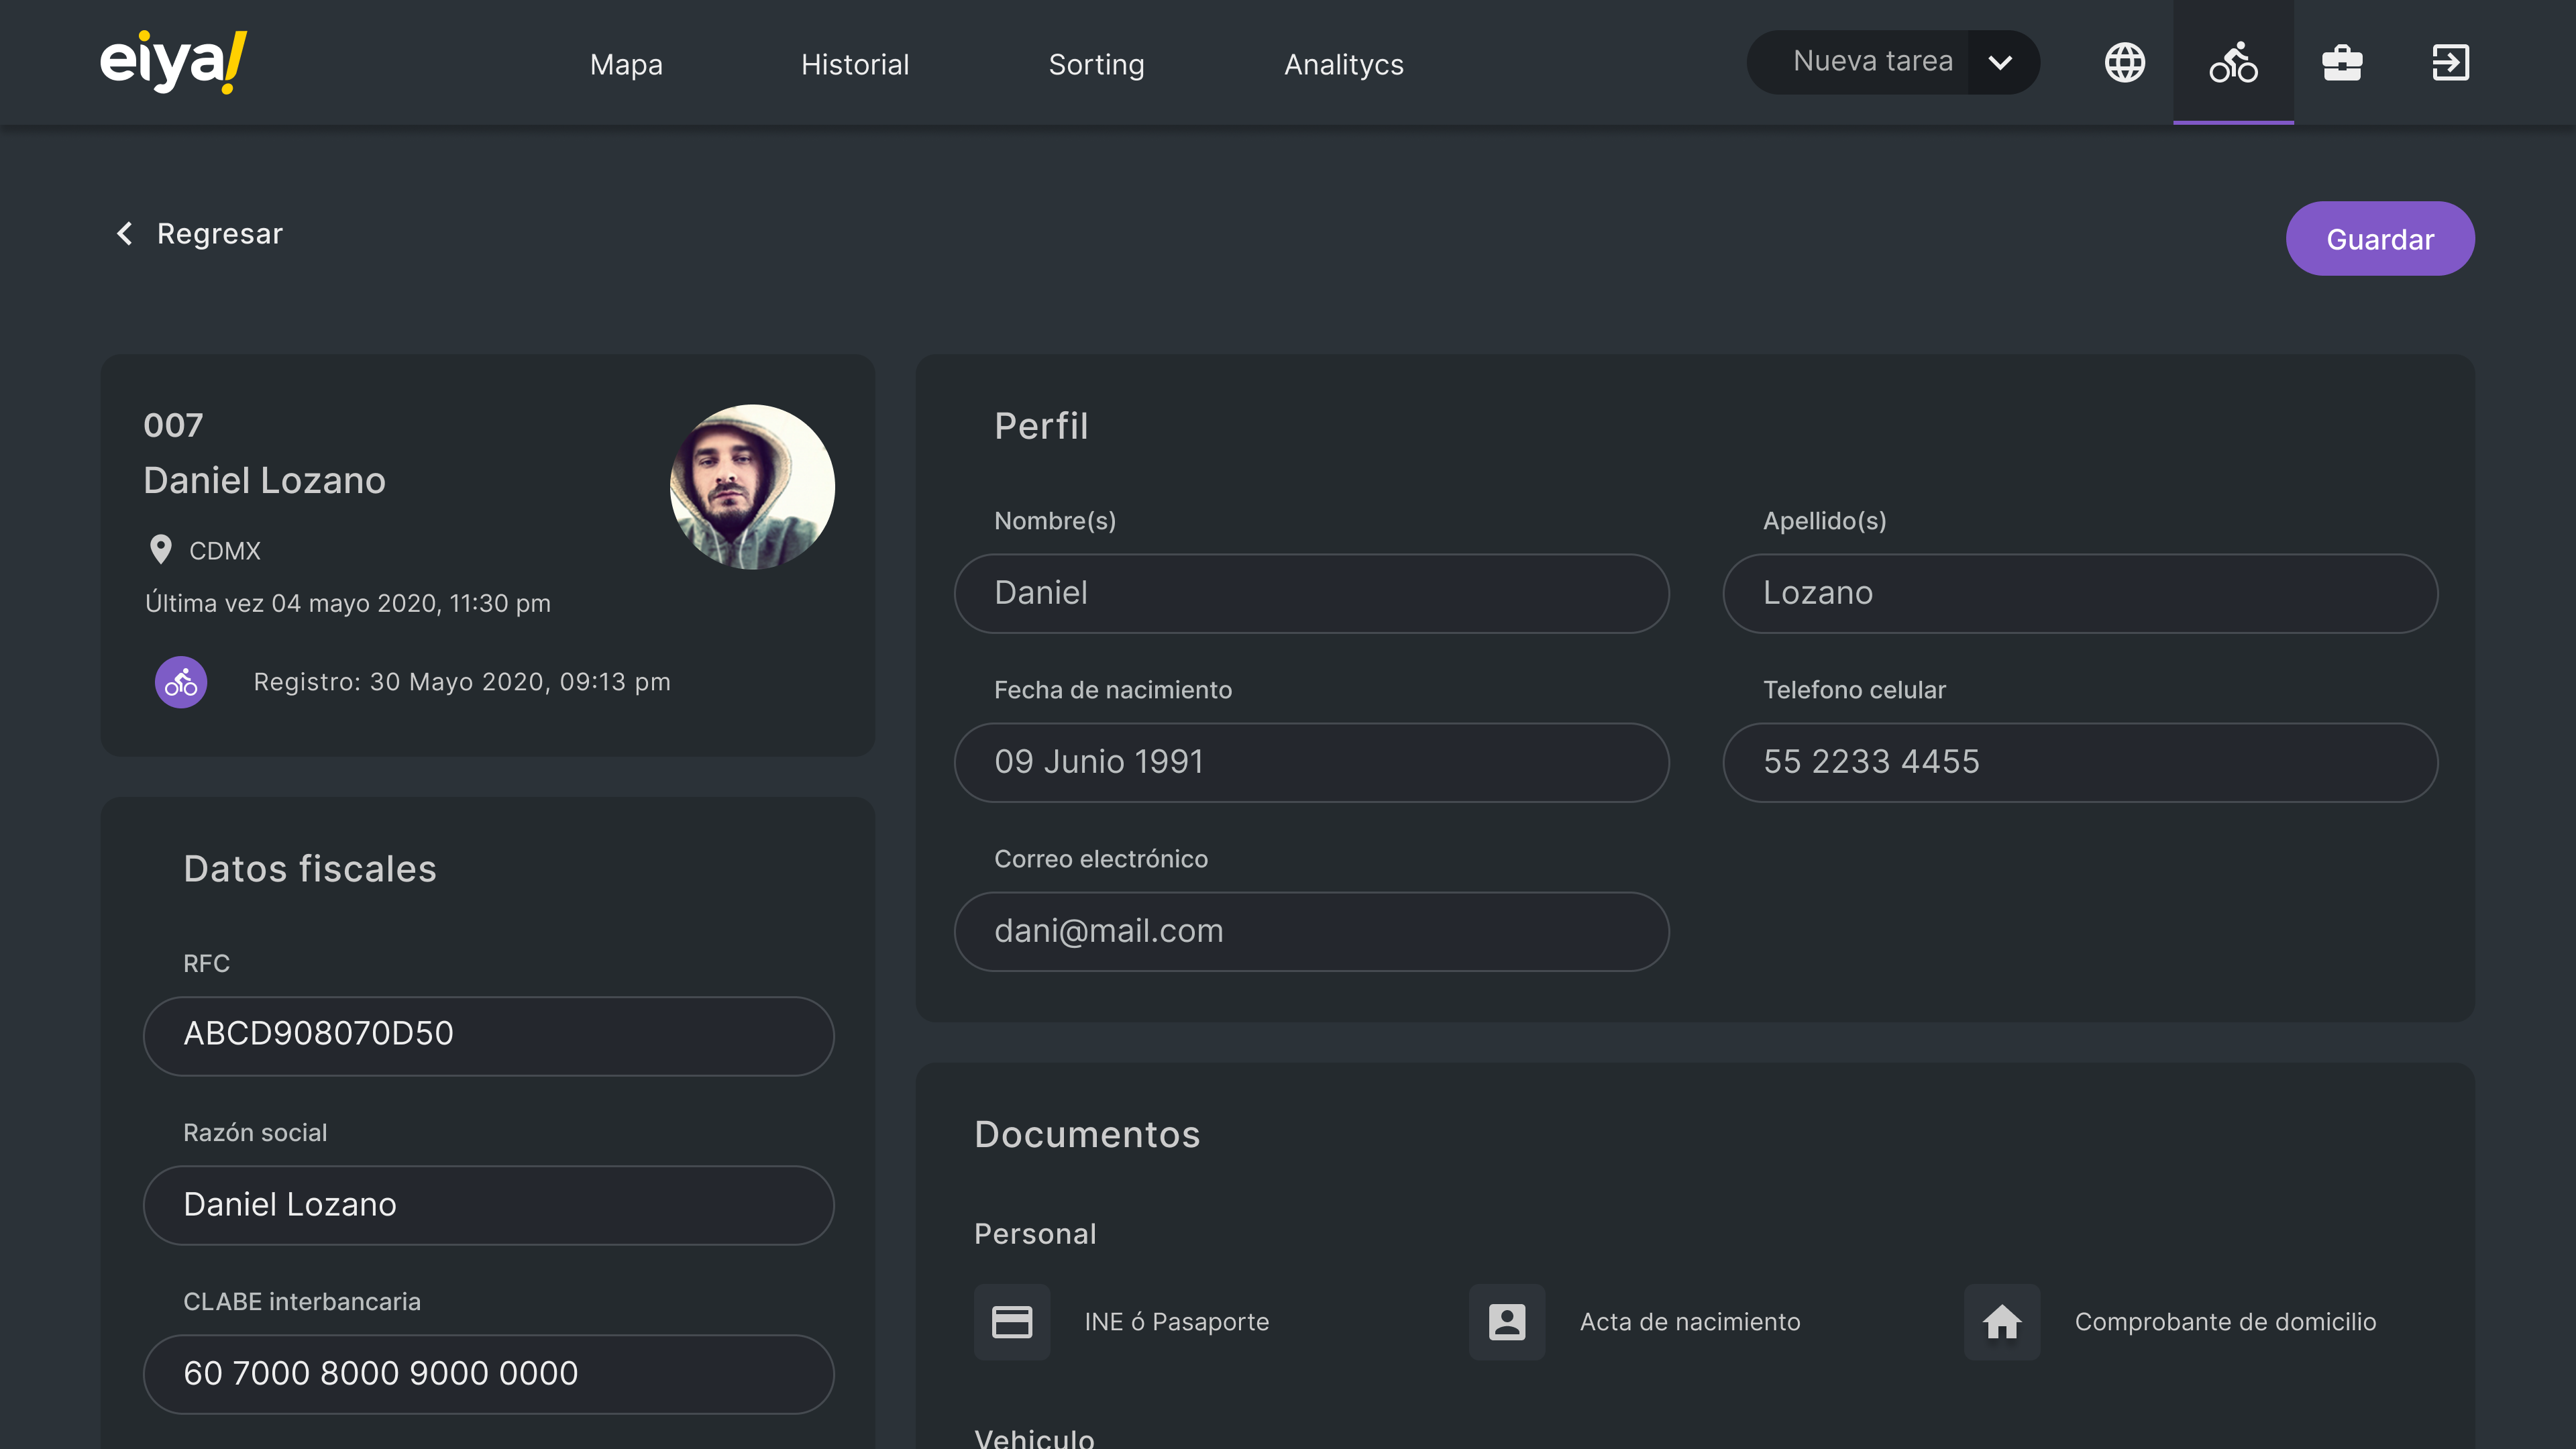 eiya!
Mapa
Historial
Sorting
Analitycs
Nueva tarea
Regresar
Guardar
007
Daniel Lozano
CDMX
Última vez 04 mayo 2020, 11:30 pm
Registro: 30 Mayo 2020, 09:13 pm
Datos fiscales
RFC
ABCD908070D50
Razón social
Daniel Lozano
CLABE interbancaria
60 7000 8000 9000 0000
Perfil
Nombre(s)
Daniel
Apellido(s)
Lozano
Fecha de nacimiento
09 Junio 1991
Telefono celular
55 2233 4455
Correo electrónico
dani@mail.com
Documentos
Personal
INE ó Pasaporte
Acta de nacimiento
Comprobante de domicilio
Vehiculo